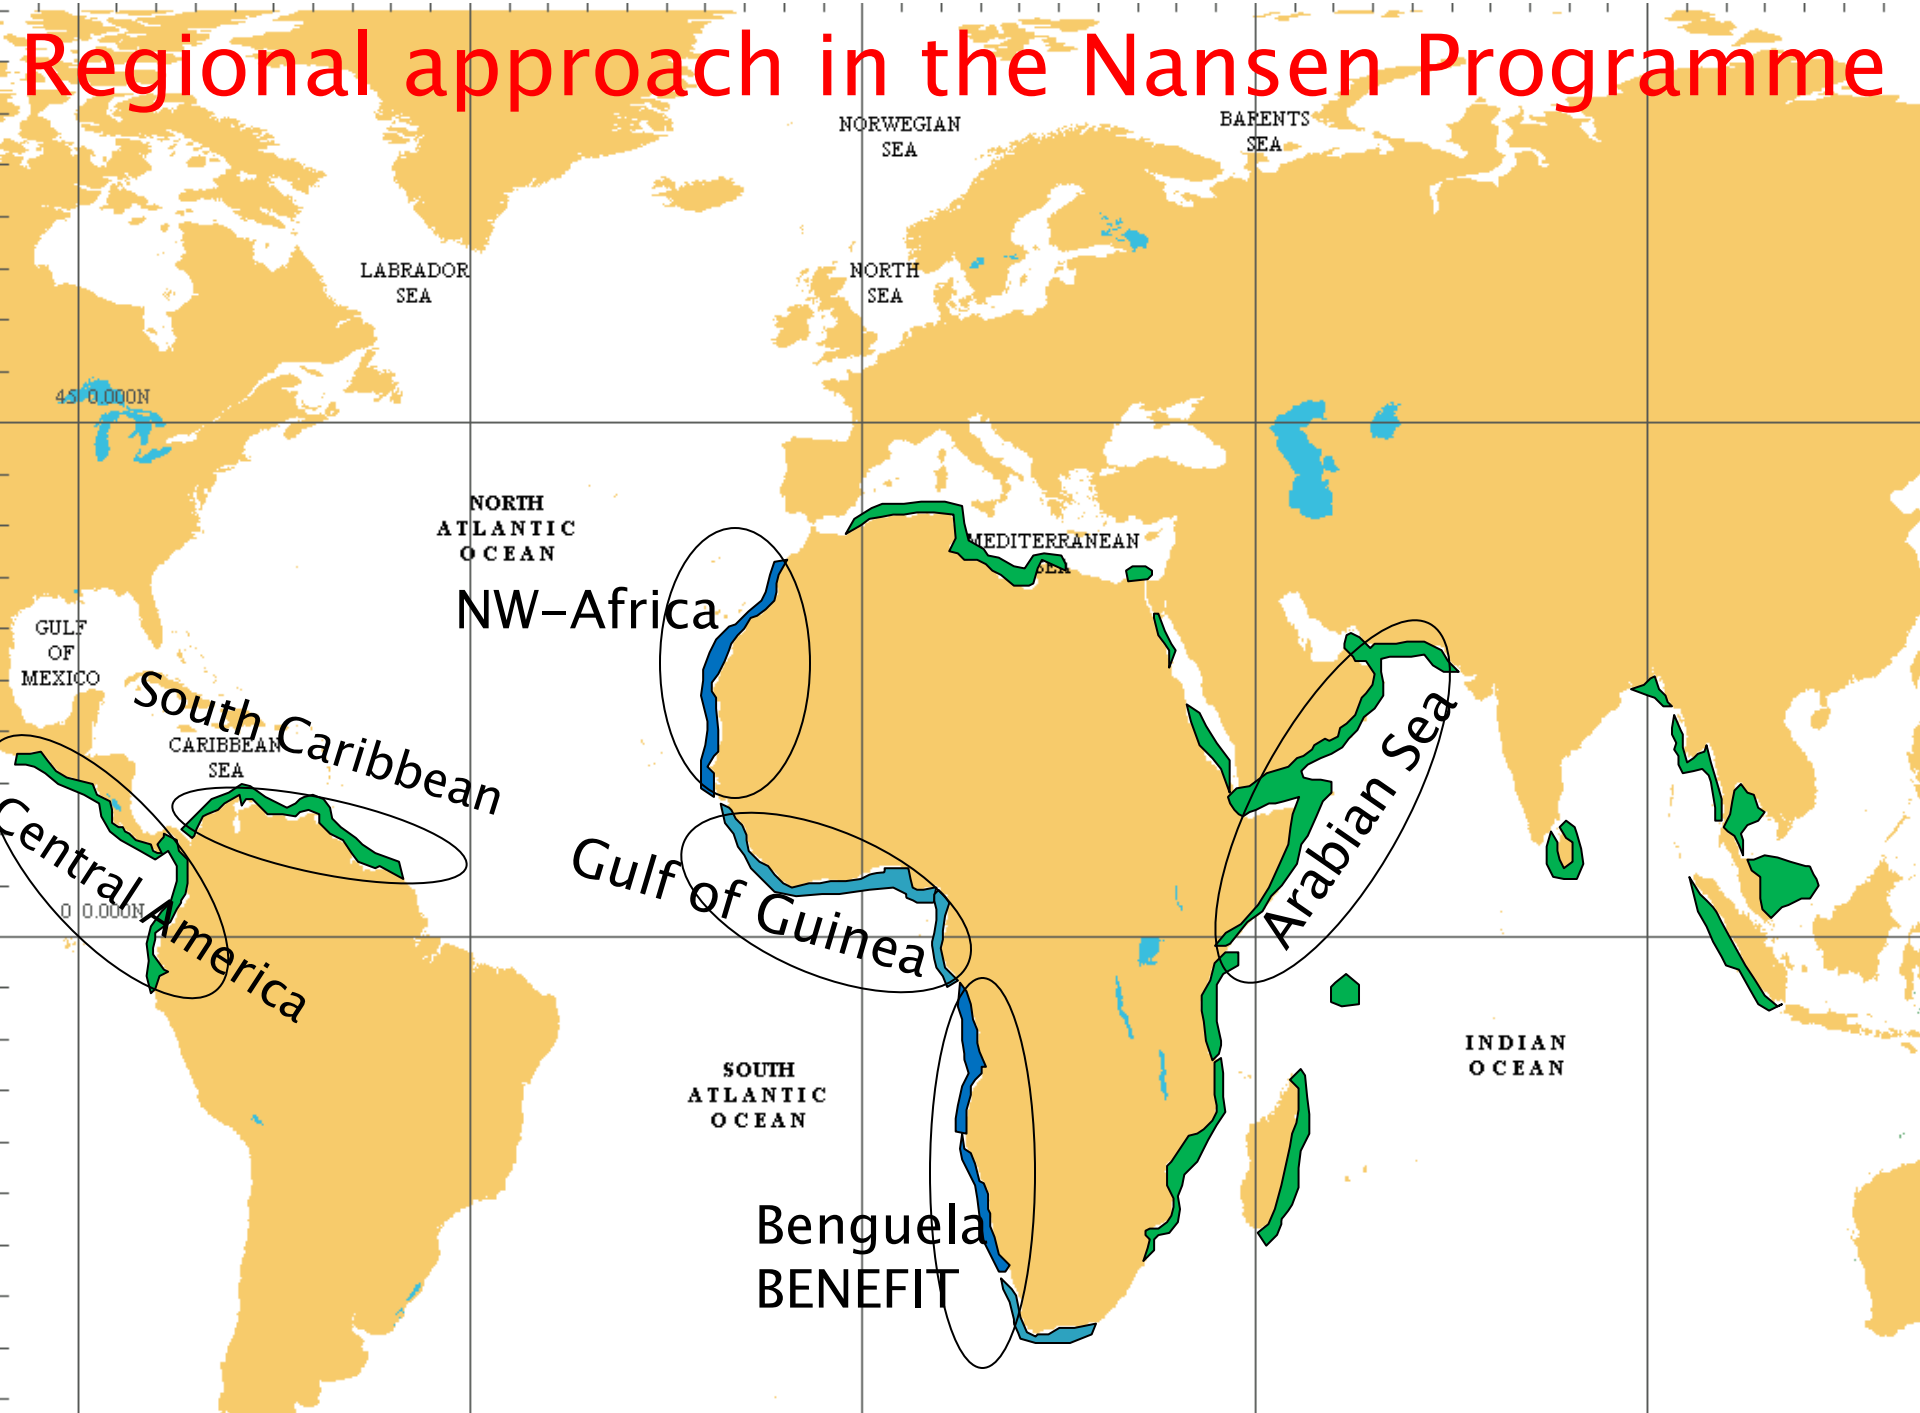 Regional approach in the Nansen Programme
NORWEGIAN
SEA
BARENTS
SEA
LABRADOR
SEA
NORTH
SEA
45 0.000N
NORTH
ATLANTIC
OCEAN
MEDITERRANEAN
SEA
NW-Africa
GULF
OF
MEXICO
South Caribbean
CARIBBEAN
SEA
Central America
0 0.000N
Gulf of Guinea
Arabian Sea
SOUTH
ATLANTIC
OCEAN
INDIAN
OCEAN
Benguela
BENEFIT